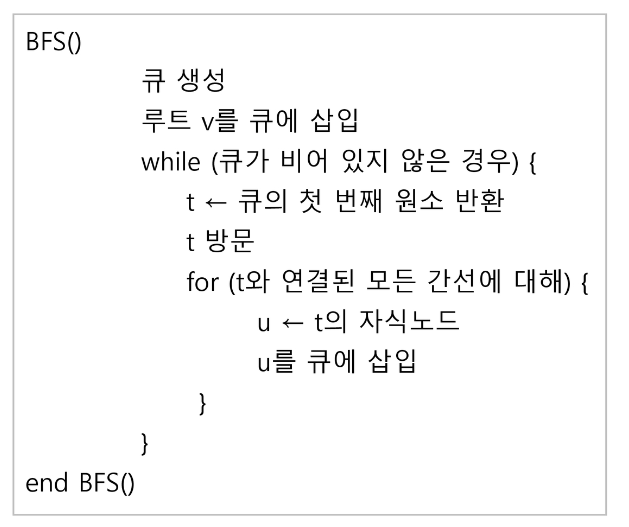 BFS()
큐 생성
루트 v를 큐에 삽입
while (큐가 비어 있지 않은 경우) {
t ← 큐의 첫 번째 원소 반환
t 방문
for (t와 연결된 모든 간선에 대해) {
u ← t의 자식노드
u를 큐에 삽입
}
}
end BFS()